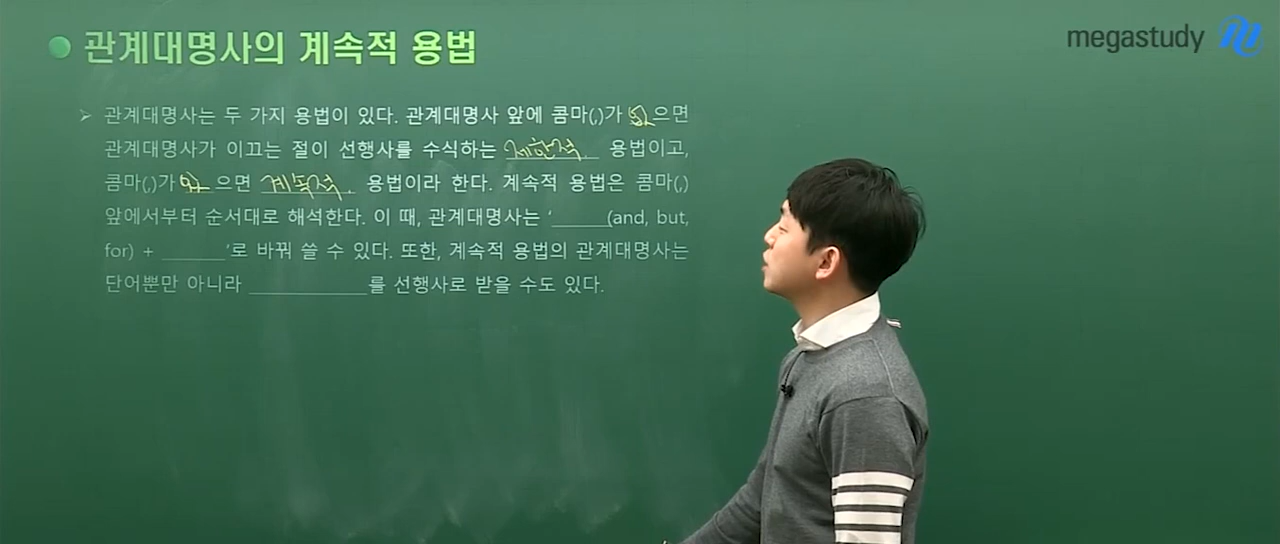 관계대명사의 계속적 용법
megastudy
➢ 관계대명사는 두 가지 용법이 있다. 관계대명사 앞에 콤마(,)가 없으면
관계대명사가 이끄는 절이 선행사를 수식하는 제한적 용법이고,
콤마(,)가 있으면 계속적 용법이라 한다. 계속적 용법은 콤마(,)
앞에서부터 순서대로 해석한다. 이 때, 관계대명사는 ‘_____(and, but,
for) + ______’로 바꿔 쓸 수 있다. 또한, 계속적 용법의 관계대명사는
단어뿐만 아니라 ___________를 선행사로 받을 수도 있다.